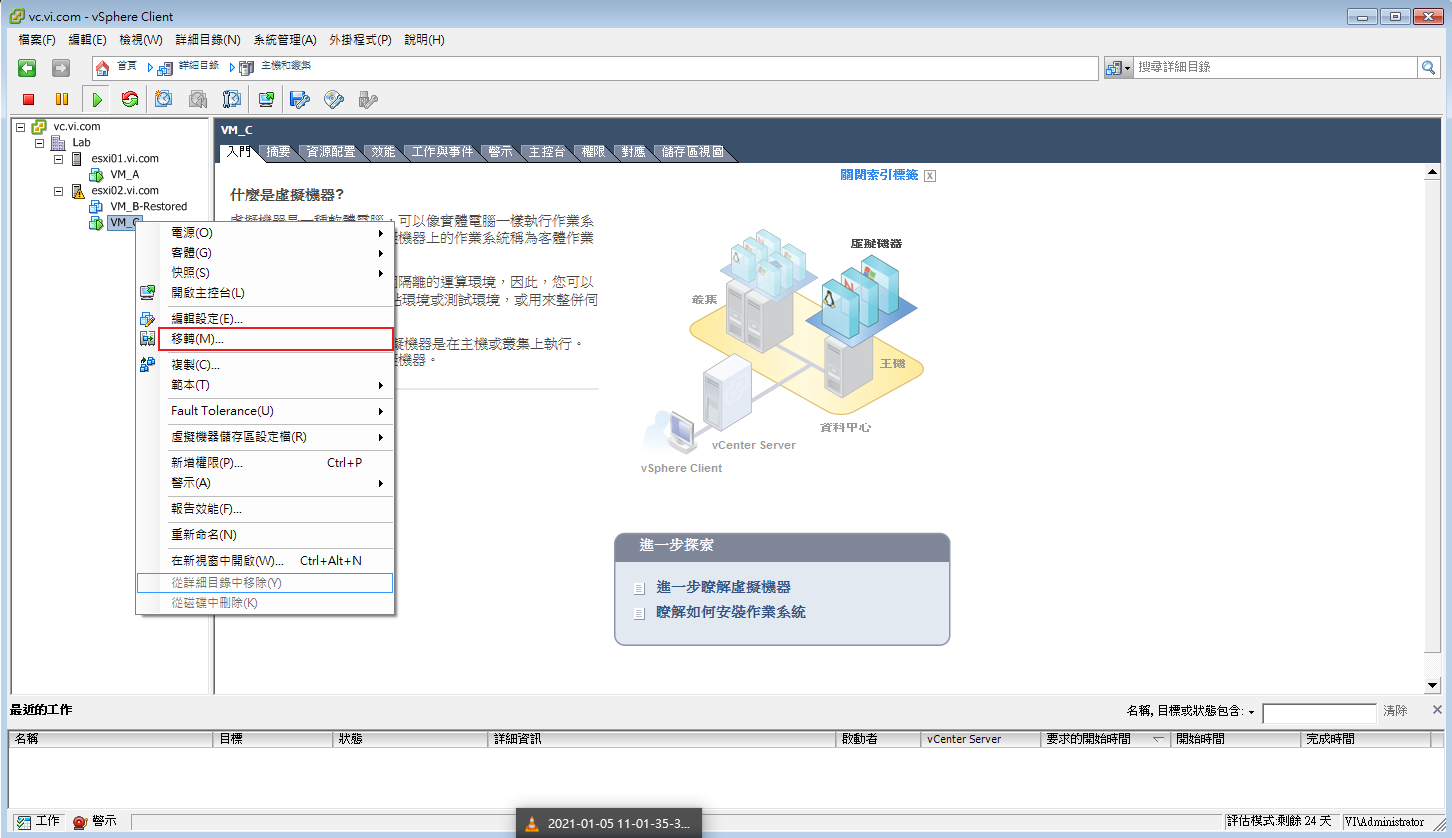 vc.vi.com - vSphere Client
檔案(F) 編輯(E) 檢視(W) 詳細目錄(N) 系統管理(A) 外掛程式(P) 說明(H)
首頁 詳細目錄 主機和叢集
搜尋詳細目錄
vc.vi.com
Lab
esxi01.vi.com
VM_A
esxi02.vi.com
VM_B-Restored
VM_C
電源(O)
客體(G)
快照(S)
開啟主控台(L)
編輯設定(E)...
移轉(M)...
複製(C)...
範本(T)
Fault Tolerance(U)
虛擬機器儲存區設定檔(R)
新增權限(P)... Ctrl+P
警示(A)
報告效能(F)...
重新命名(N)
在新視窗中開啟(W)... Ctrl+Alt+N
從詳細目錄中移除(Y)
從磁碟中刪除(K)
VM_C
入門 摘要 資源配置 效能 工作與事件 警示 主控台 權限 對應 儲存區視圖
關閉索引標籤
什麼是虛擬機器?
虛擬機器是一種軟體電腦，可以像實體電腦一樣執行作業系
機器上的作業系統稱為客體作業
隔離的運算環境，因此，您可以
站環境或測試環境，或用來整併伺
擬機器是在主機或叢集上執行。
機器。
虛擬機器
叢集
主機
資料中心
vCenter Server
vSphere Client
進一步探索
進一步瞭解虛擬機器
瞭解如何安裝作業系統
最近的工作
名稱, 目標或狀態包含: 清除
名稱 目標 狀態 詳細資訊 啟動者 vCenter Server 要求的開始時間 開始時間 完成時間
工作 警示
2021-01-05 11-01-35-3...
評估模式:剩餘 24 天 VI\Administrator